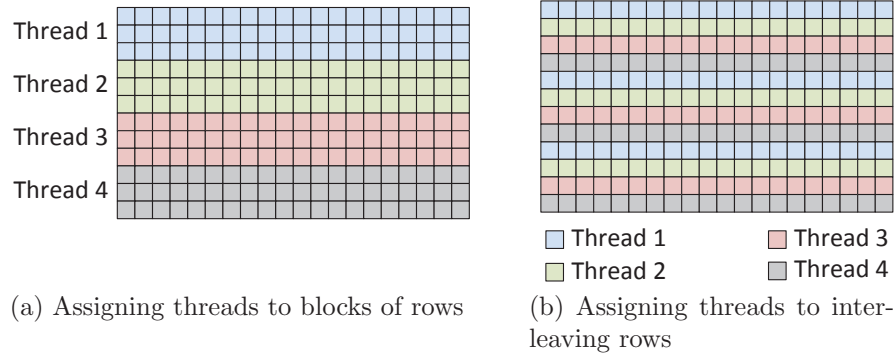 Thread 1
Thread 2
Thread 3
Thread 4
(a) Assigning threads to blocks of rows
Thread 1
Thread 3
Thread 2
Thread 4
(b) Assigning threads to inter-
leaving rows